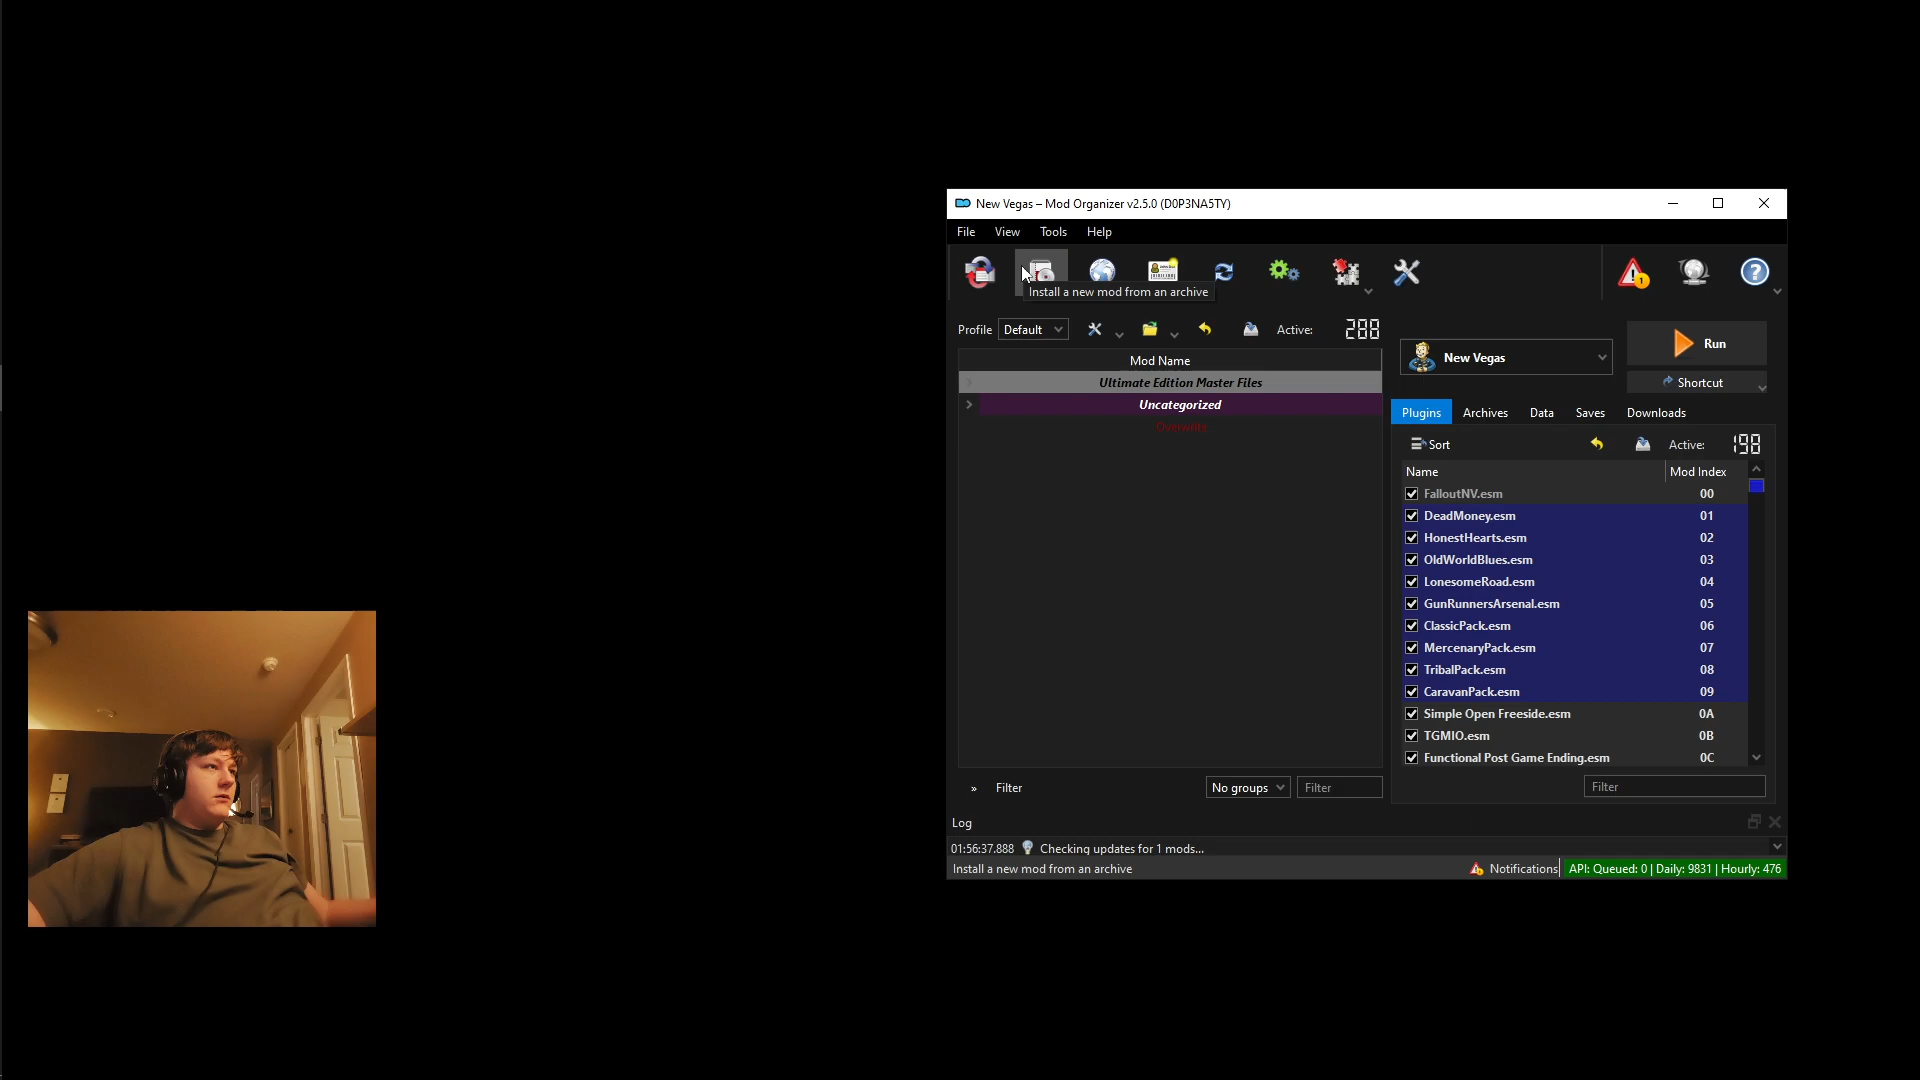 New Vegas – Mod Organizer v2.5.0 (D0P3NA5TY)
File View Tools Help
Install a new mod from an archive
Profile Default Active: 288
Mod Name
Ultimate Edition Master Files
Uncategorized
Overwrite
» Filter No groups Filter
New Vegas
Run
Shortcut
Plugins Archives Data Saves Downloads
Sort Active: 198
Name Mod Index
FalloutNV.esm 00
DeadMoney.esm 01
HonestHearts.esm 02
OldWorldBlues.esm 03
LonesomeRoad.esm 04
GunRunnersArsenal.esm 05
ClassicPack.esm 06
MercenaryPack.esm 07
TribalPack.esm 08
CaravanPack.esm 09
Simple Open Freeside.esm 0A
TGMIO.esm 0B
Functional Post Game Ending.esm 0C
Filter
Log
01:56:37.888 Checking updates for 1 mods...
Install a new mod from an archive Notifications API: Queued: 0 | Daily: 9831 | Hourly: 476